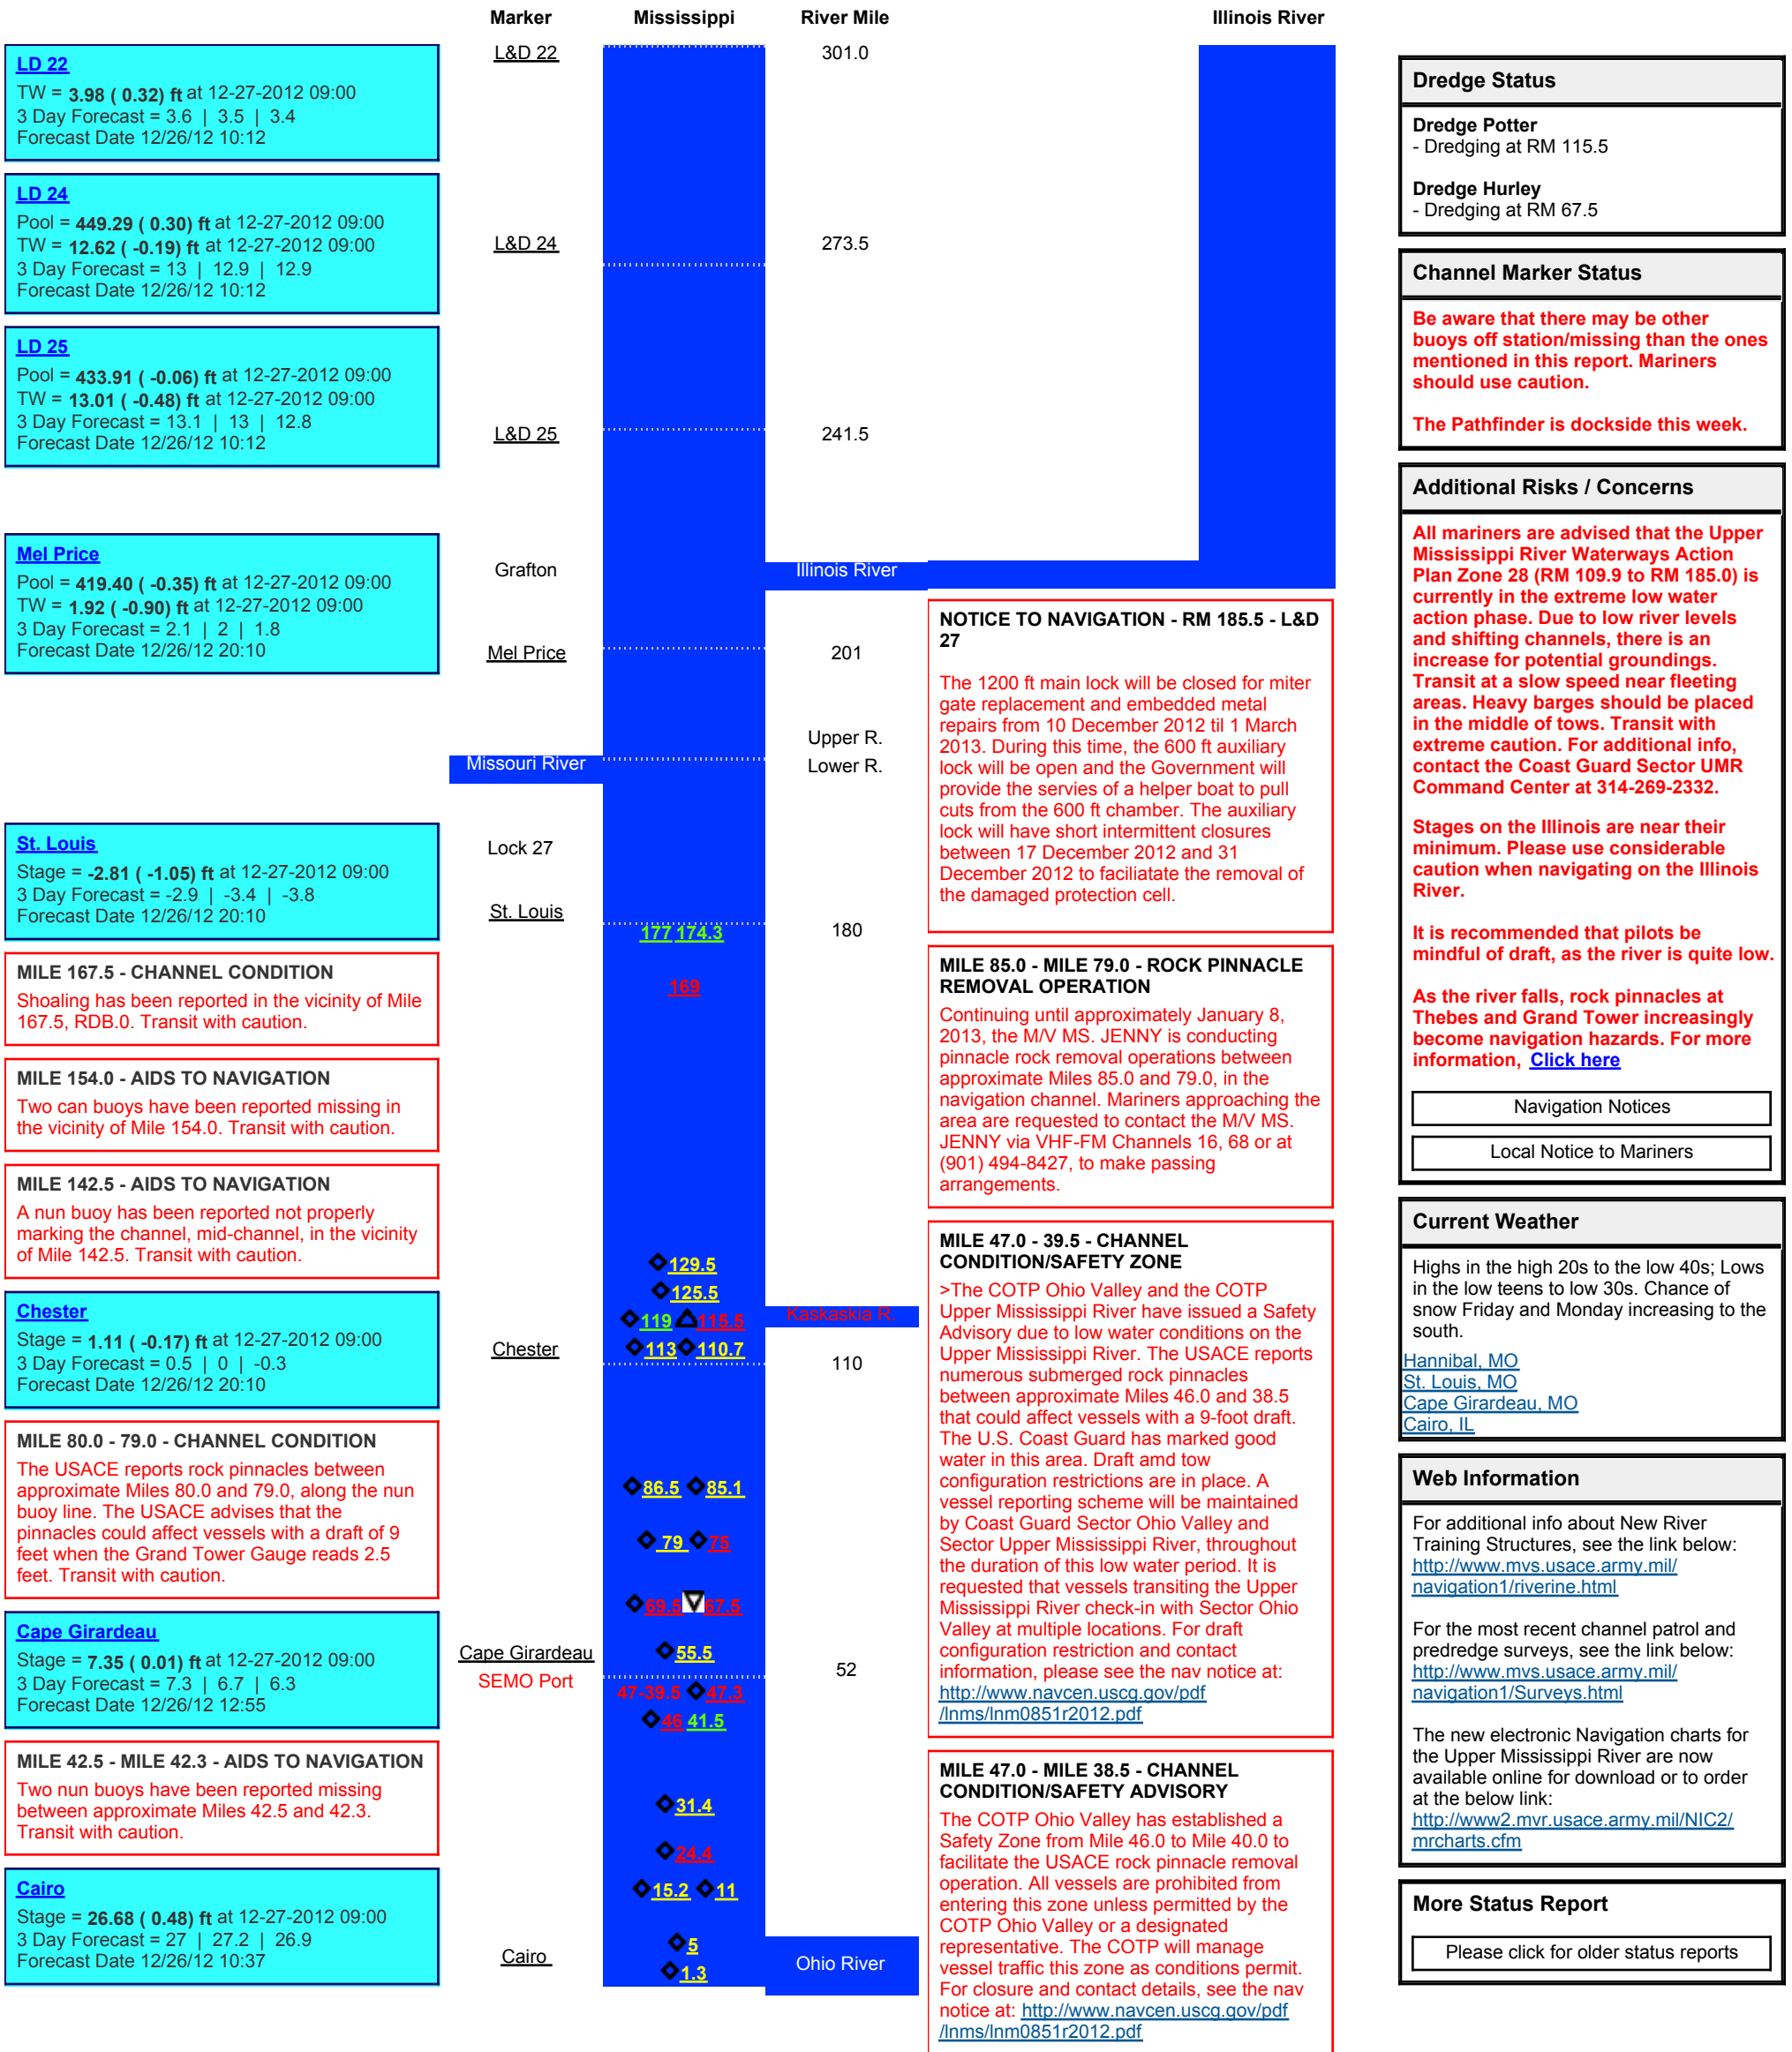 Marker
Mississippi
River Mile
Illinois River
LD 22
TW = 3.98 ( 0.32) ft at 12-27-2012 09:00
3 Day Forecast = 3.6 | 3.5 | 3.4
Forecast Date 12/26/12 10:12
LD 24
Pool = 449.29 ( 0.30) ft at 12-27-2012 09:00
TW = 12.62 ( -0.19) ft at 12-27-2012 09:00
3 Day Forecast = 13 | 12.9 | 12.9
Forecast Date 12/26/12 10:12
LD 25
Pool = 433.91 ( -0.06) ft at 12-27-2012 09:00
TW = 13.01 ( -0.48) ft at 12-27-2012 09:00
3 Day Forecast = 13.1 | 13 | 12.8
Forecast Date 12/26/12 10:12
Mel Price
Pool = 419.40 ( -0.35) ft at 12-27-2012 09:00
TW = 1.92 ( -0.90) ft at 12-27-2012 09:00
3 Day Forecast = 2.1 | 2 | 1.8
Forecast Date 12/26/12 20:10
St. Louis
Stage = -2.81 ( -1.05) ft at 12-27-2012 09:00
3 Day Forecast = -2.9 | -3.4 | -3.8
Forecast Date 12/26/12 20:10
MILE 167.5 - CHANNEL CONDITION
Shoaling has been reported in the vicinity of Mile
167.5, RDB.0. Transit with caution.
MILE 154.0 - AIDS TO NAVIGATION
Two can buoys have been reported missing in
the vicinity of Mile 154.0. Transit with caution.
MILE 142.5 - AIDS TO NAVIGATION
A nun buoy has been reported not properly
marking the channel, mid-channel, in the vicinity
of Mile 142.5. Transit with caution.
Chester
Stage = 1.11 ( -0.17) ft at 12-27-2012 09:00
3 Day Forecast = 0.5 | 0 | -0.3
Forecast Date 12/26/12 20:10
MILE 80.0 - 79.0 - CHANNEL CONDITION
The USACE reports rock pinnacles between
approximate Miles 80.0 and 79.0, along the nun
buoy line. The USACE advises that the
pinnacles could affect vessels with a draft of 9
feet when the Grand Tower Gauge reads 2.5
feet. Transit with caution.
Cape Girardeau
Stage = 7.35 ( 0.01) ft at 12-27-2012 09:00
3 Day Forecast = 7.3 | 6.7 | 6.3
Forecast Date 12/26/12 12:55
MILE 42.5 - MILE 42.3 - AIDS TO NAVIGATION
Two nun buoys have been reported missing
between approximate Miles 42.5 and 42.3.
Transit with caution.
Cairo
Stage = 26.68 ( 0.48) ft at 12-27-2012 09:00
3 Day Forecast = 27 | 27.2 | 26.9
Forecast Date 12/26/12 10:37
L&D 22
301.0
L&D 24
273.5
L&D 25
241.5
Grafton
Illinois River
Mel Price
201
Upper R.
Missouri River
Lower R.
Lock 27
St. Louis
177 174.3
180
169
129.5
125.5
119 115.5
Kaskaskia R.
Chester
113 110.7
110
86.5 85.1
79 75
69.5 67.5
Cape Girardeau
55.5
52
SEMO Port
47-39.5 47.3
46 41.5
31.4
24.4
15.2 11
5
Cairo
Ohio River
1.3
NOTICE TO NAVIGATION - RM 185.5 - L&D
27
The 1200 ft main lock will be closed for miter
gate replacement and embedded metal
repairs from 10 December 2012 til 1 March
2013. During this time, the 600 ft auxiliary
lock will be open and the Government will
provide the servies of a helper boat to pull
cuts from the 600 ft chamber. The auxiliary
lock will have short intermittent closures
between 17 December 2012 and 31
December 2012 to faciliatate the removal of
the damaged protection cell.
MILE 85.0 - MILE 79.0 - ROCK PINNACLE
REMOVAL OPERATION
Continuing until approximately January 8,
2013, the M/V MS. JENNY is conducting
pinnacle rock removal operations between
approximate Miles 85.0 and 79.0, in the
navigation channel. Mariners approaching the
area are requested to contact the M/V MS.
JENNY via VHF-FM Channels 16, 68 or at
(901) 494-8427, to make passing
arrangements.
MILE 47.0 - 39.5 - CHANNEL
CONDITION/SAFETY ZONE
>The COTP Ohio Valley and the COTP
Upper Mississippi River have issued a Safety
Advisory due to low water conditions on the
Upper Mississippi River. The USACE reports
numerous submerged rock pinnacles
between approximate Miles 46.0 and 38.5
that could affect vessels with a 9-foot draft.
The U.S. Coast Guard has marked good
water in this area. Draft amd tow
configuration restrictions are in place. A
vessel reporting scheme will be maintained
by Coast Guard Sector Ohio Valley and
Sector Upper Mississippi River, throughout
the duration of this low water period. It is
requested that vessels transiting the Upper
Mississippi River check-in with Sector Ohio
Valley at multiple locations. For draft
configuration restriction and contact
information, please see the nav notice at:
http://www.navcen.uscg.gov/pdf
/lnms/lnm0851r2012.pdf
MILE 47.0 - MILE 38.5 - CHANNEL
CONDITION/SAFETY ADVISORY
The COTP Ohio Valley has established a
Safety Zone from Mile 46.0 to Mile 40.0 to
facilitate the USACE rock pinnacle removal
operation. All vessels are prohibited from
entering this zone unless permitted by the
COTP Ohio Valley or a designated
representative. The COTP will manage
vessel traffic this zone as conditions permit.
For closure and contact details, see the nav
notice at: http://www.navcen.uscg.gov/pdf
/lnms/lnm0851r2012.pdf
Dredge Status
Dredge Potter
- Dredging at RM 115.5
Dredge Hurley
- Dredging at RM 67.5
Channel Marker Status
Be aware that there may be other
buoys off station/missing than the ones
mentioned in this report. Mariners
should use caution.
The Pathfinder is dockside this week.
Additional Risks / Concerns
All mariners are advised that the Upper
Mississippi River Waterways Action
Plan Zone 28 (RM 109.9 to RM 185.0) is
currently in the extreme low water
action phase. Due to low river levels
and shifting channels, there is an
increase for potential groundings.
Transit at a slow speed near fleeting
areas. Heavy barges should be placed
in the middle of tows. Transit with
extreme caution. For additional info,
contact the Coast Guard Sector UMR
Command Center at 314-269-2332.
Stages on the Illinois are near their
minimum. Please use considerable
caution when navigating on the Illinois
River.
It is recommended that pilots be
mindful of draft, as the river is quite low.
As the river falls, rock pinnacles at
Thebes and Grand Tower increasingly
become navigation hazards. For more
information, Click here
Navigation Notices
Local Notice to Mariners
Current Weather
Highs in the high 20s to the low 40s; Lows
in the low teens to low 30s. Chance of
snow Friday and Monday increasing to the
south.
Hannibal, MO
St. Louis, MO
Cape Girardeau, MO
Cairo, IL
Web Information
For additional info about New River
Training Structures, see the link below:
http://www.mvs.usace.army.mil/
navigation1/riverine.html
For the most recent channel patrol and
predredge surveys, see the link below:
http://www.mvs.usace.army.mil/
navigation1/Surveys.html
The new electronic Navigation charts for
the Upper Mississippi River are now
available online for download or to order
at the below link:
http://www2.mvr.usace.army.mil/NIC2/
mrcharts.cfm
More Status Report
Please click for older status reports